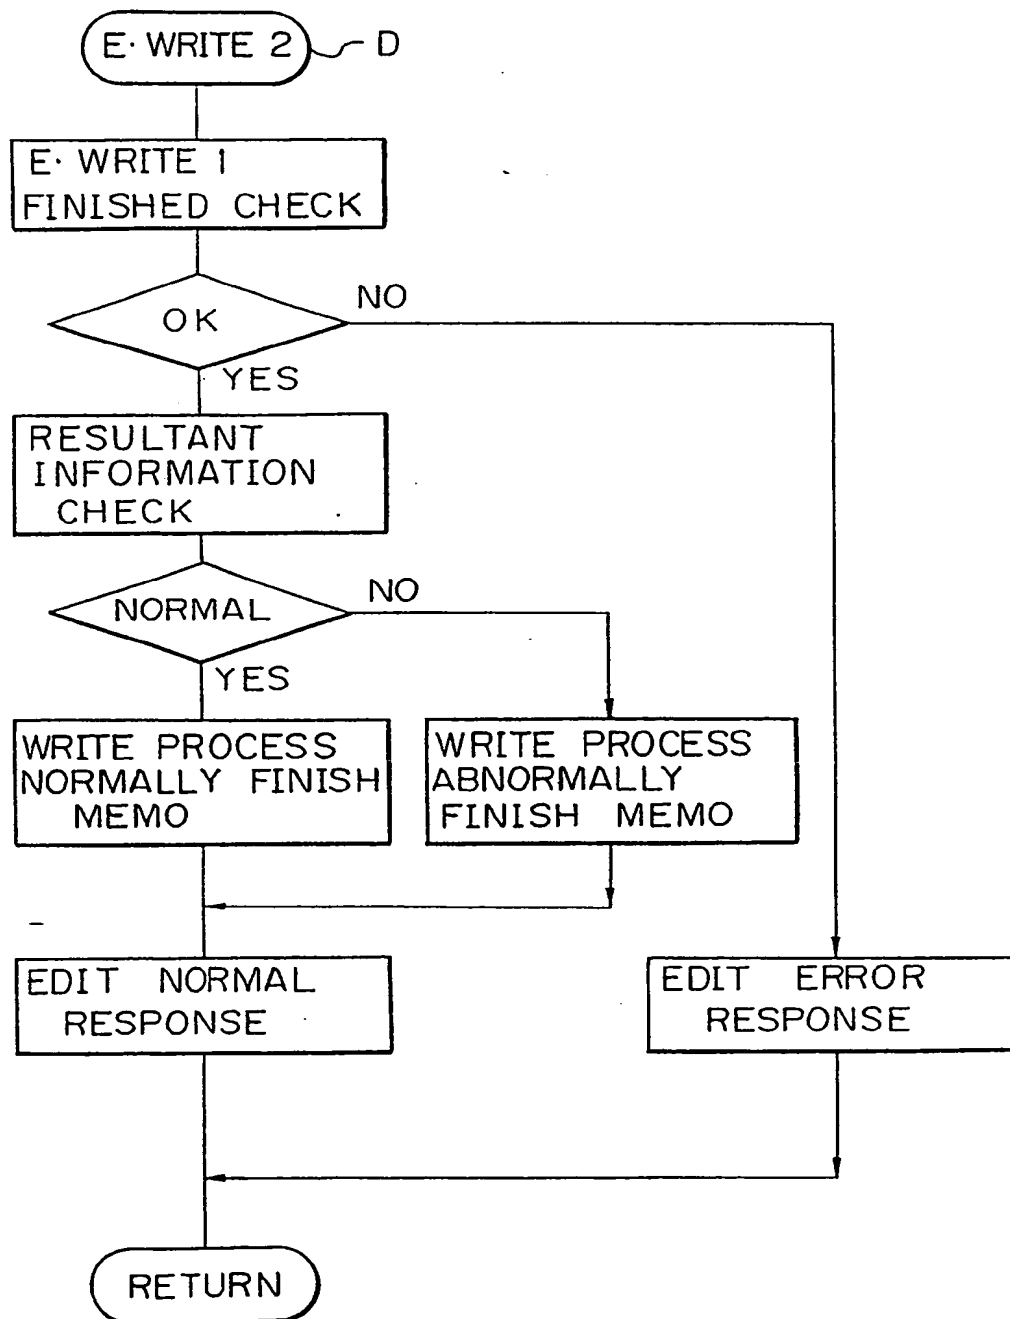 E· WRITE 2
D
E· WRITE 1
FINISHED CHECK
OK
NO
YES
RESULTANT
INFORMATION
CHECK
NORMAL
NO
YES
WRITE PROCESS
NORMALLY FINISH
MEMO
WRITE PROCESS
ABNORMALLY
FINISH MEMO
EDIT NORMAL
RESPONSE
EDIT ERROR
RESPONSE
RETURN